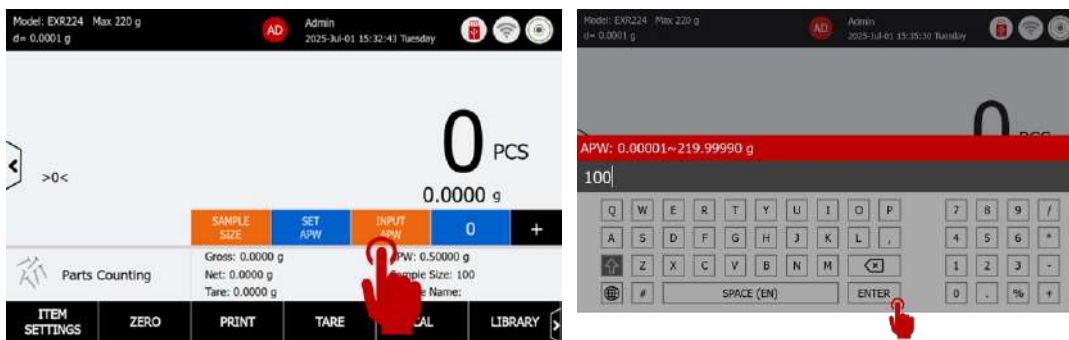 Model: EXR224 Max 220 g
d= 0.0001 g
AD
Admin
2025-Jul-01 15:32:43 Tuesday
0 PCS
>0<
0.0000 g
SAMPLE SIZE
SET APW
INPUT APW
0
+
Parts Counting
Gross: 0.0000 g
Net: 0.0000 g
Tare: 0.0000 g
APW: 0.50000 g
Sample Size: 100
Name:
ITEM SETTINGS
ZERO
PRINT
TARE
CAL
LIBRARY
Model: EXR224 Max 220 g
d= 0.0001 g
AD
Admin
2025-Jul-01 15:35:30 Tuesday
0
APW: 0.00001~219.99990 g
100
Q W E R T Y U I O P 7 8 9 /
A S D F G H J K L , 4 5 6 *
Z X C V B N M 1 2 3 -
# SPACE (EN) ENTER 0 . % +